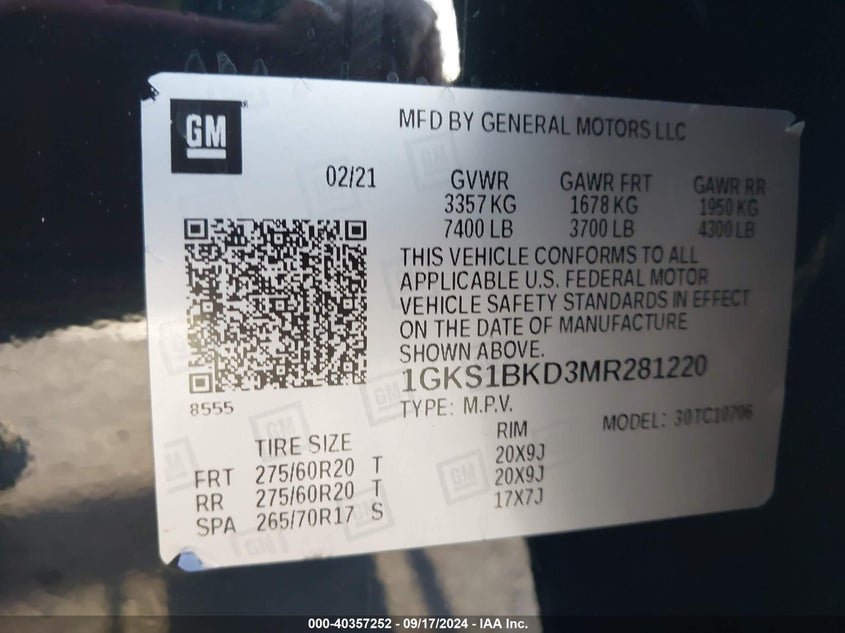 GM
MFD BY GENERAL MOTORS LLC
02/21
GVWR GAWR FRT GAWR RR
3357 KG 1678 KG 1950 KG
7400 LB 3700 LB 4300 LB
THIS VEHICLE CONFORMS TO ALL
APPLICABLE U.S. FEDERAL MOTOR
VEHICLE SAFETY STANDARDS IN EFFECT
ON THE DATE OF MANUFACTURE
SHOWN ABOVE.
1GKS1BKD3MR281220
8555
TYPE: M.P.V. MODEL: 30TC10706
TIRE SIZE RIM
FRT 275/60R20 T 20X9J
RR 275/60R20 T 20X9J
SPA 265/70R17 S 17X7J
000-40357252 - 09/17/2024 - IAA Inc.